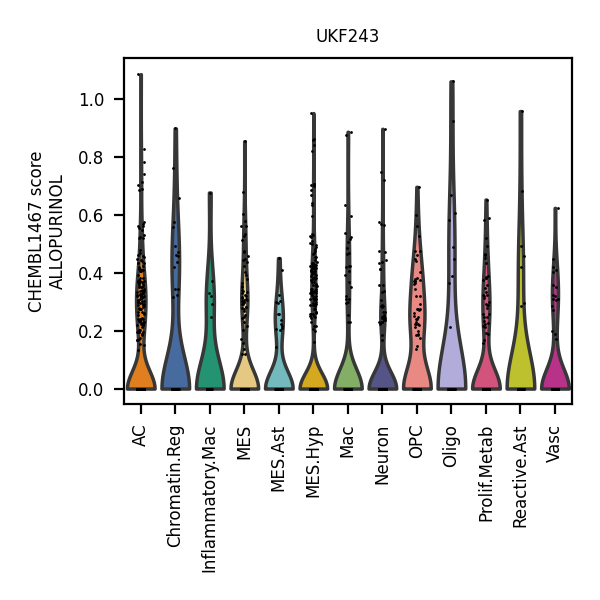 UKF243
CHEMBL1467 score
ALLOPURINOL
1.0
0.8
0.6
0.4
0.2
0.0
AC
Chromatin.Reg
Inflammatory.Mac
MES
MES.Ast
MES.Hyp
Mac
Neuron
OPC
Oligo
Prolif.Metab
Reactive.Ast
Vasc